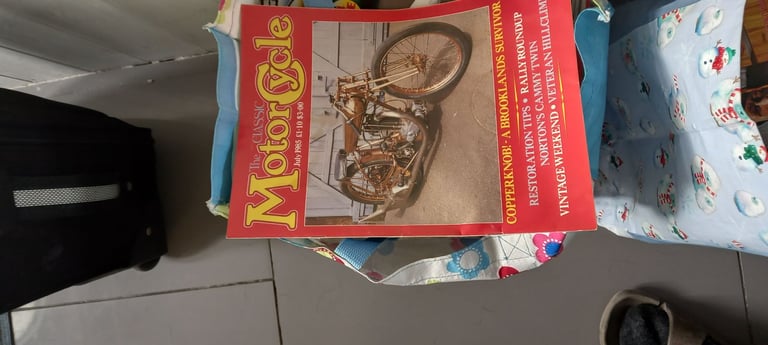 The CLASSIC
MotorCycle
July 1985 £1·10 $3·00
COPPERKNOB! · A BROOKLANDS SURVIVOR
RESTORATION TIPS • RALLY ROUNDUP
NORTON'S CAMMY TWIN
VINTAGE WEEKEND • VETERAN HILLCLIMB